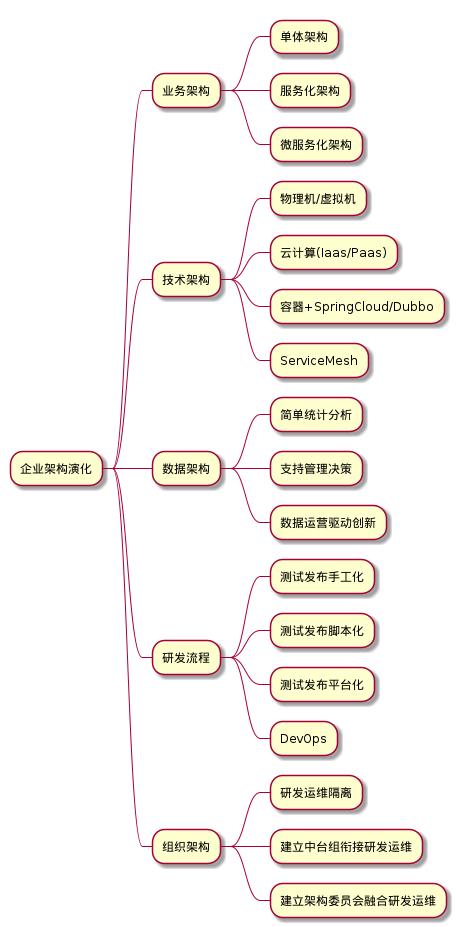 企业架构演化
业务架构
单体架构
服务化架构
微服务化架构
技术架构
物理机/虚拟机
云计算(Iaas/Paas)
容器+SpringCloud/Dubbo
ServiceMesh
数据架构
简单统计分析
支持管理决策
数据运营驱动创新
研发流程
测试发布手工化
测试发布脚本化
测试发布平台化
DevOps
组织架构
研发运维隔离
建立中台组衔接研发运维
建立架构委员会融合研发运维